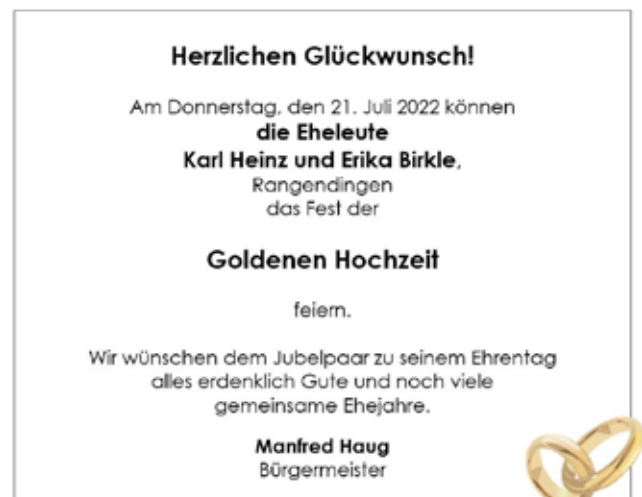 Herzlichen Glückwunsch!
Am Donnerstag, den 21. Juli 2022 können
die Eheleute
Karl Heinz und Erika Birkle,
Rangendingen
das Fest der
Goldenen Hochzeit
feiern.
Wir wünschen dem Jubelpaar zu seinem Ehrentag
alles erdenklich Gute und noch viele
gemeinsame Ehejahre.
Manfred Haug
Bürgermeister